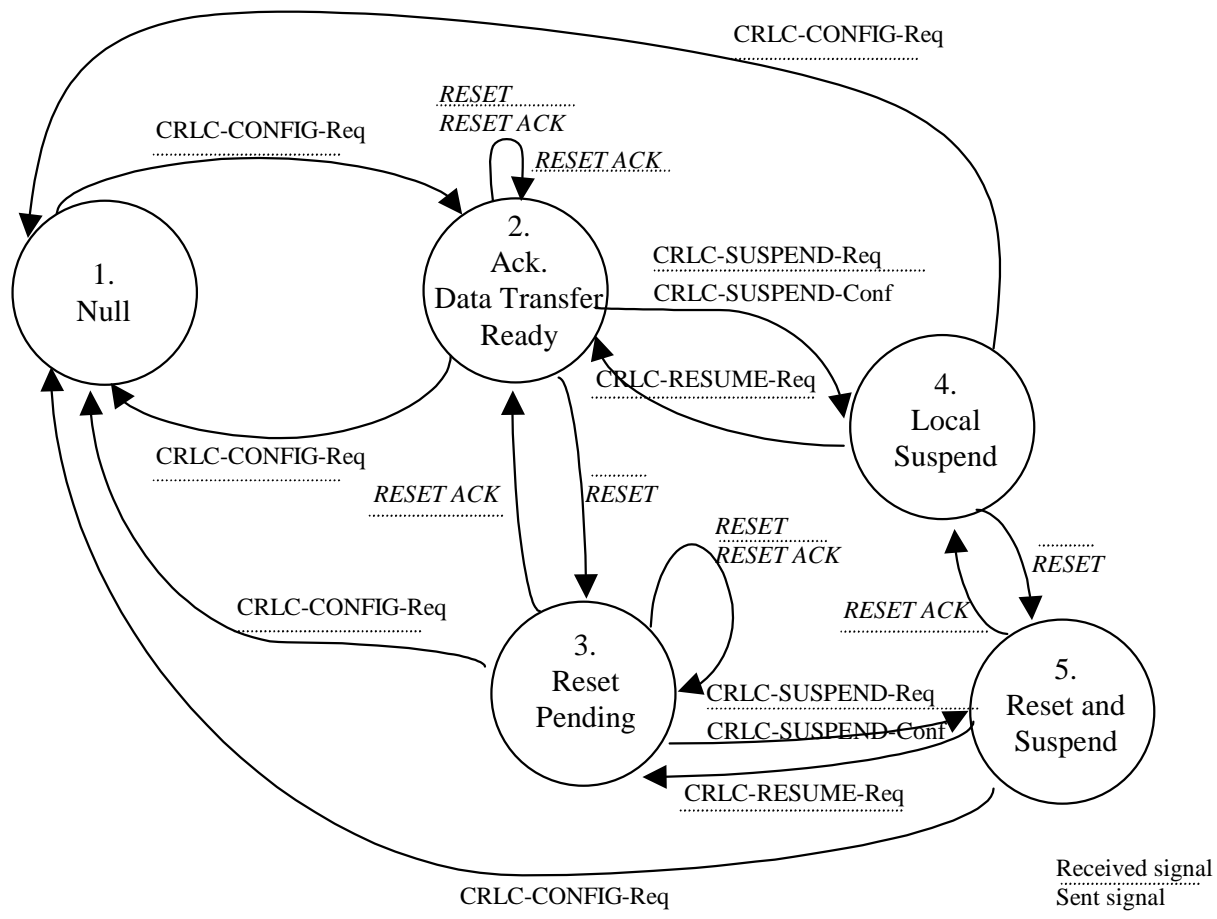 CRLC-CONFIG-Req
RESET
RESET ACK
CRLC-CONFIG-Req
RESET ACK
2.
Ack.
Data Transfer
Ready
1.
Null
CRLC-SUSPEND-Req
CRLC-SUSPEND-Conf
CRLC-RESUME-Req
4.
Local
Suspend
CRLC-CONFIG-Req
RESET ACK
RESET
RESET
RESET ACK
RESET
CRLC-CONFIG-Req
RESET ACK
3.
Reset
Pending
5.
Reset and
Suspend
CRLC-SUSPEND-Req
CRLC-SUSPEND-Conf
CRLC-RESUME-Req
CRLC-CONFIG-Req
Received signal
Sent signal